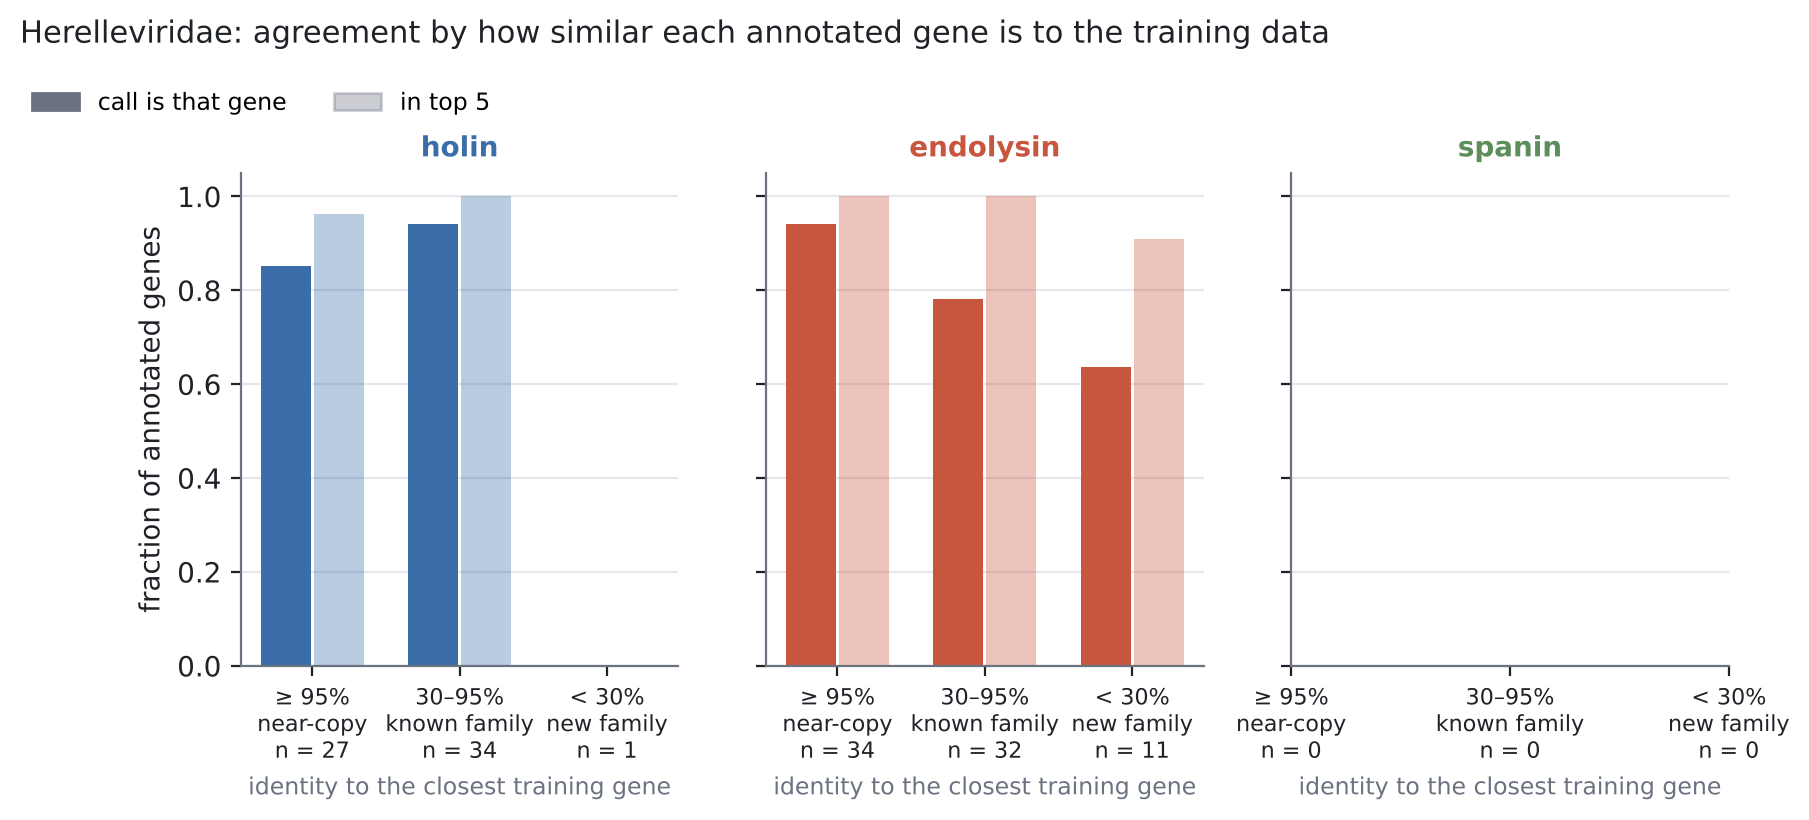 Herelleviridae: agreement by how similar each annotated gene is to the training data
call is that gene
in top 5
holin
endolysin
spanin
fraction of annotated genes
1.0
0.8
0.6
0.4
0.2
0.0
≥ 95%
near-copy
n = 27
30–95%
known family
n = 34
< 30%
new family
n = 1
identity to the closest training gene
≥ 95%
near-copy
n = 34
30–95%
known family
n = 32
< 30%
new family
n = 11
identity to the closest training gene
≥ 95%
near-copy
n = 0
30–95%
known family
n = 0
< 30%
new family
n = 0
identity to the closest training gene